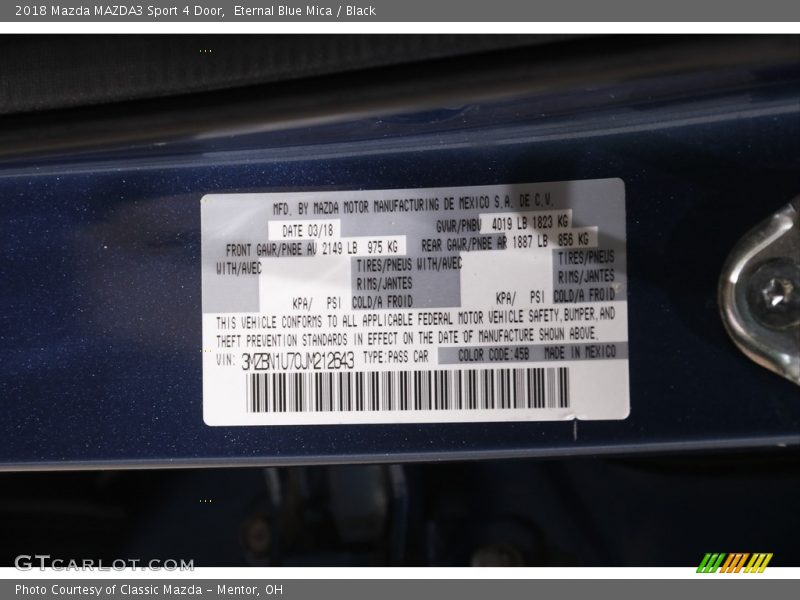 2018 Mazda MAZDA3 Sport 4 Door,  Eternal Blue Mica / Black
MFD. BY MAZDA MOTOR MANUFACTURING DE MEXICO S.A. DE C.V.
DATE 03/18 GVWR/PNBV 4019 LB 1823 KG
FRONT GAWR/PNBE AV 2149 LB 975 KG REAR GAWR/PNBE AR 1887 LB 856 KG
WITH/AVEC TIRES/PNEUS WITH/AVEC TIRES/PNEUS
RIMS/JANTES RIMS/JANTES
KPA/ PSI COLD/A FROID KPA/ PSI COLD/A FROID
THIS VEHICLE CONFORMS TO ALL APPLICABLE FEDERAL MOTOR VEHICLE SAFETY,BUMPER,AND
THEFT PREVENTION STANDARDS IN EFFECT ON THE DATE OF MANUFACTURE SHOWN ABOVE.
VIN: 3MZBN1U70JM212643 TYPE:PASS CAR COLOR CODE:45B MADE IN MEXICO
GTCARLOT.COM
Photo Courtesy of Classic Mazda - Mentor, OH